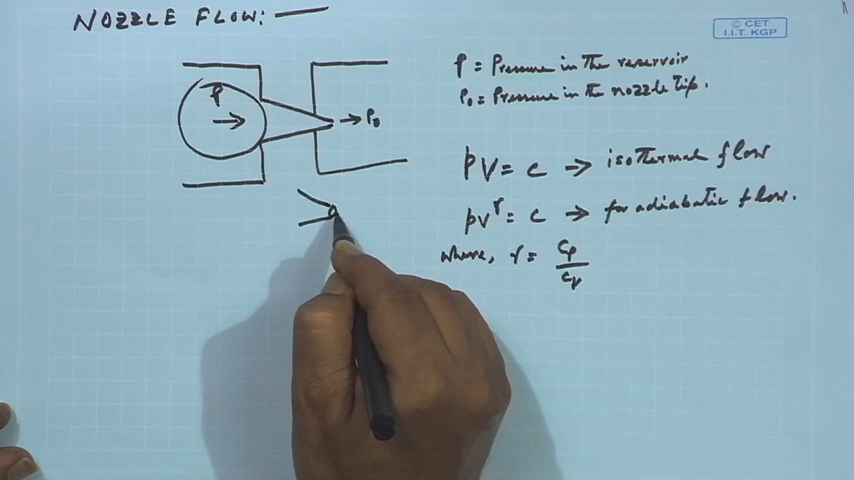 NOZZLE FLOW:
© CET
I.I.T. KGP
P
P₀
P = Pressure in the reservoir
P₀ = Pressure in the nozzle tip.
PV = C → isothermal flow
PV^γ = C → for adiabatic flow.
where, γ = Cp/Cv